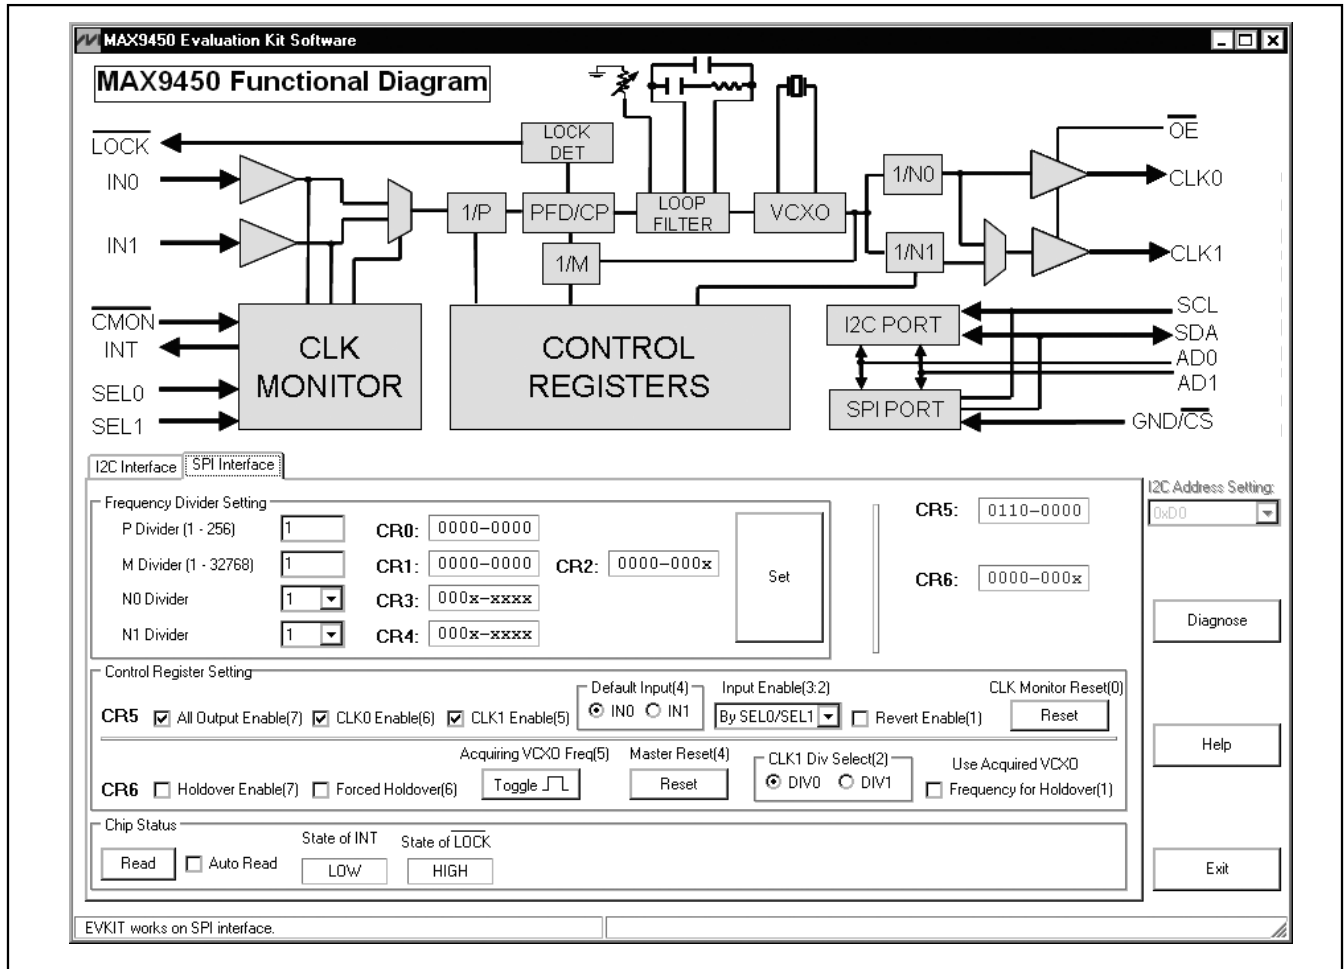 MAX9450 Evaluation Kit Software
MAX9450 Functional Diagram
LOCK
IN0
IN1
CMON
INT
SEL0
SEL1
LOCK
DET
1/P
PFD/CP
LOOP
FILTER
VCXO
1/M
1/N0
1/N1
OE
CLK0
CLK1
CLK
MONITOR
CONTROL
REGISTERS
I2C PORT
SPI PORT
SCL
SDA
AD0
AD1
GND/CS
I2C Interface SPI Interface
Frequency Divider Setting
P Divider (1 - 256) 1 CR0: 0000-0000
M Divider (1 - 32768) 1 CR1: 0000-0000 CR2: 0000-000x
N0 Divider 1 CR3: 000x-xxxx
N1 Divider 1 CR4: 000x-xxxx
Set
CR5: 0110-0000
CR6: 0000-000x
I2C Address Setting:
0xD0
Diagnose
Help
Exit
Control Register Setting
CR5 All Output Enable(7) CLK0 Enable(6) CLK1 Enable(5)
Default Input(4)
IN0 IN1
Input Enable(3:2)
By SEL0/SEL1
Revert Enable(1)
CLK Monitor Reset(0)
Reset
CR6 Holdover Enable(7) Forced Holdover(6)
Acquiring VCXO Freq(5)
Toggle
Master Reset(4)
Reset
CLK1 Div Select(2)
DIV0 DIV1
Use Acquired VCXO
Frequency for Holdover(1)
Chip Status
Read Auto Read
State of INT
LOW
State of LOCK
HIGH
EVKIT works on SPI interface.